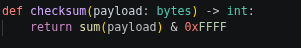 def checksum(payload: bytes) -> int:
    return sum(payload) & 0xFFFF